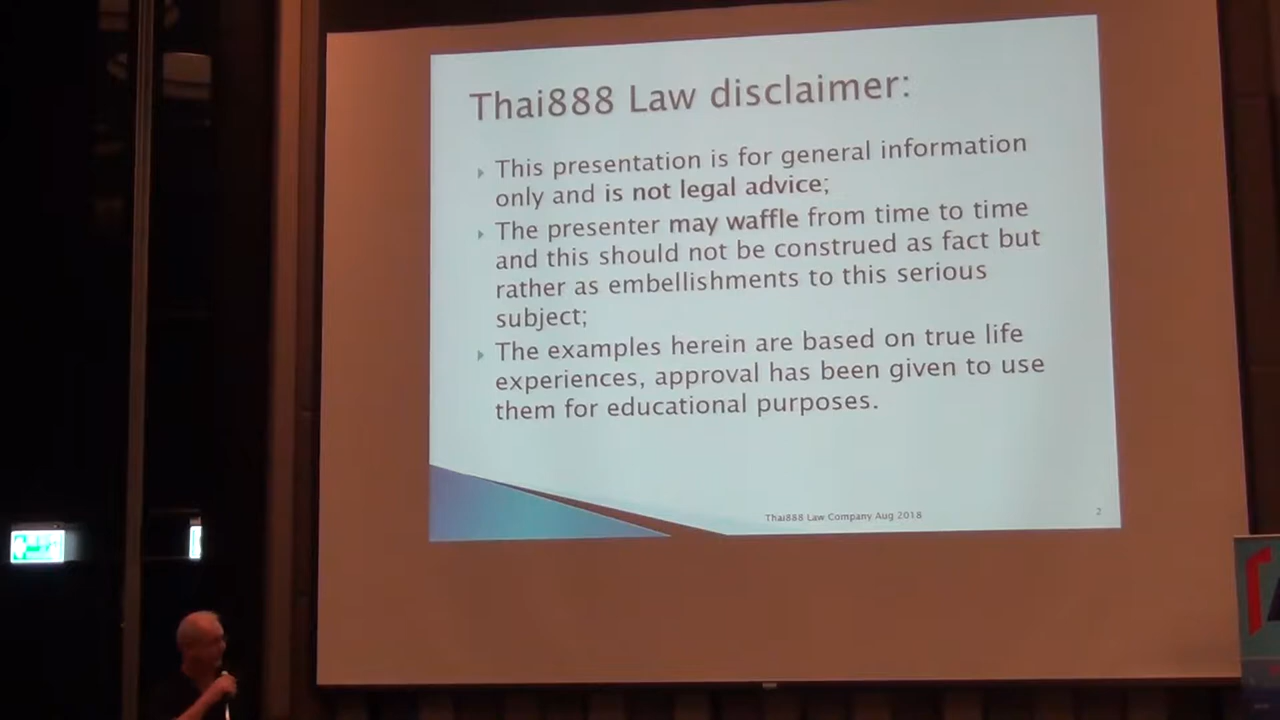 Thai888 Law disclaimer:
This presentation is for general information
only and is not legal advice;
The presenter may waffle from time to time
and this should not be construed as fact but
rather as embellishments to this serious
subject;
The examples herein are based on true life
experiences, approval has been given to use
them for educational purposes.
Thai888 Law Company Aug 2018
2